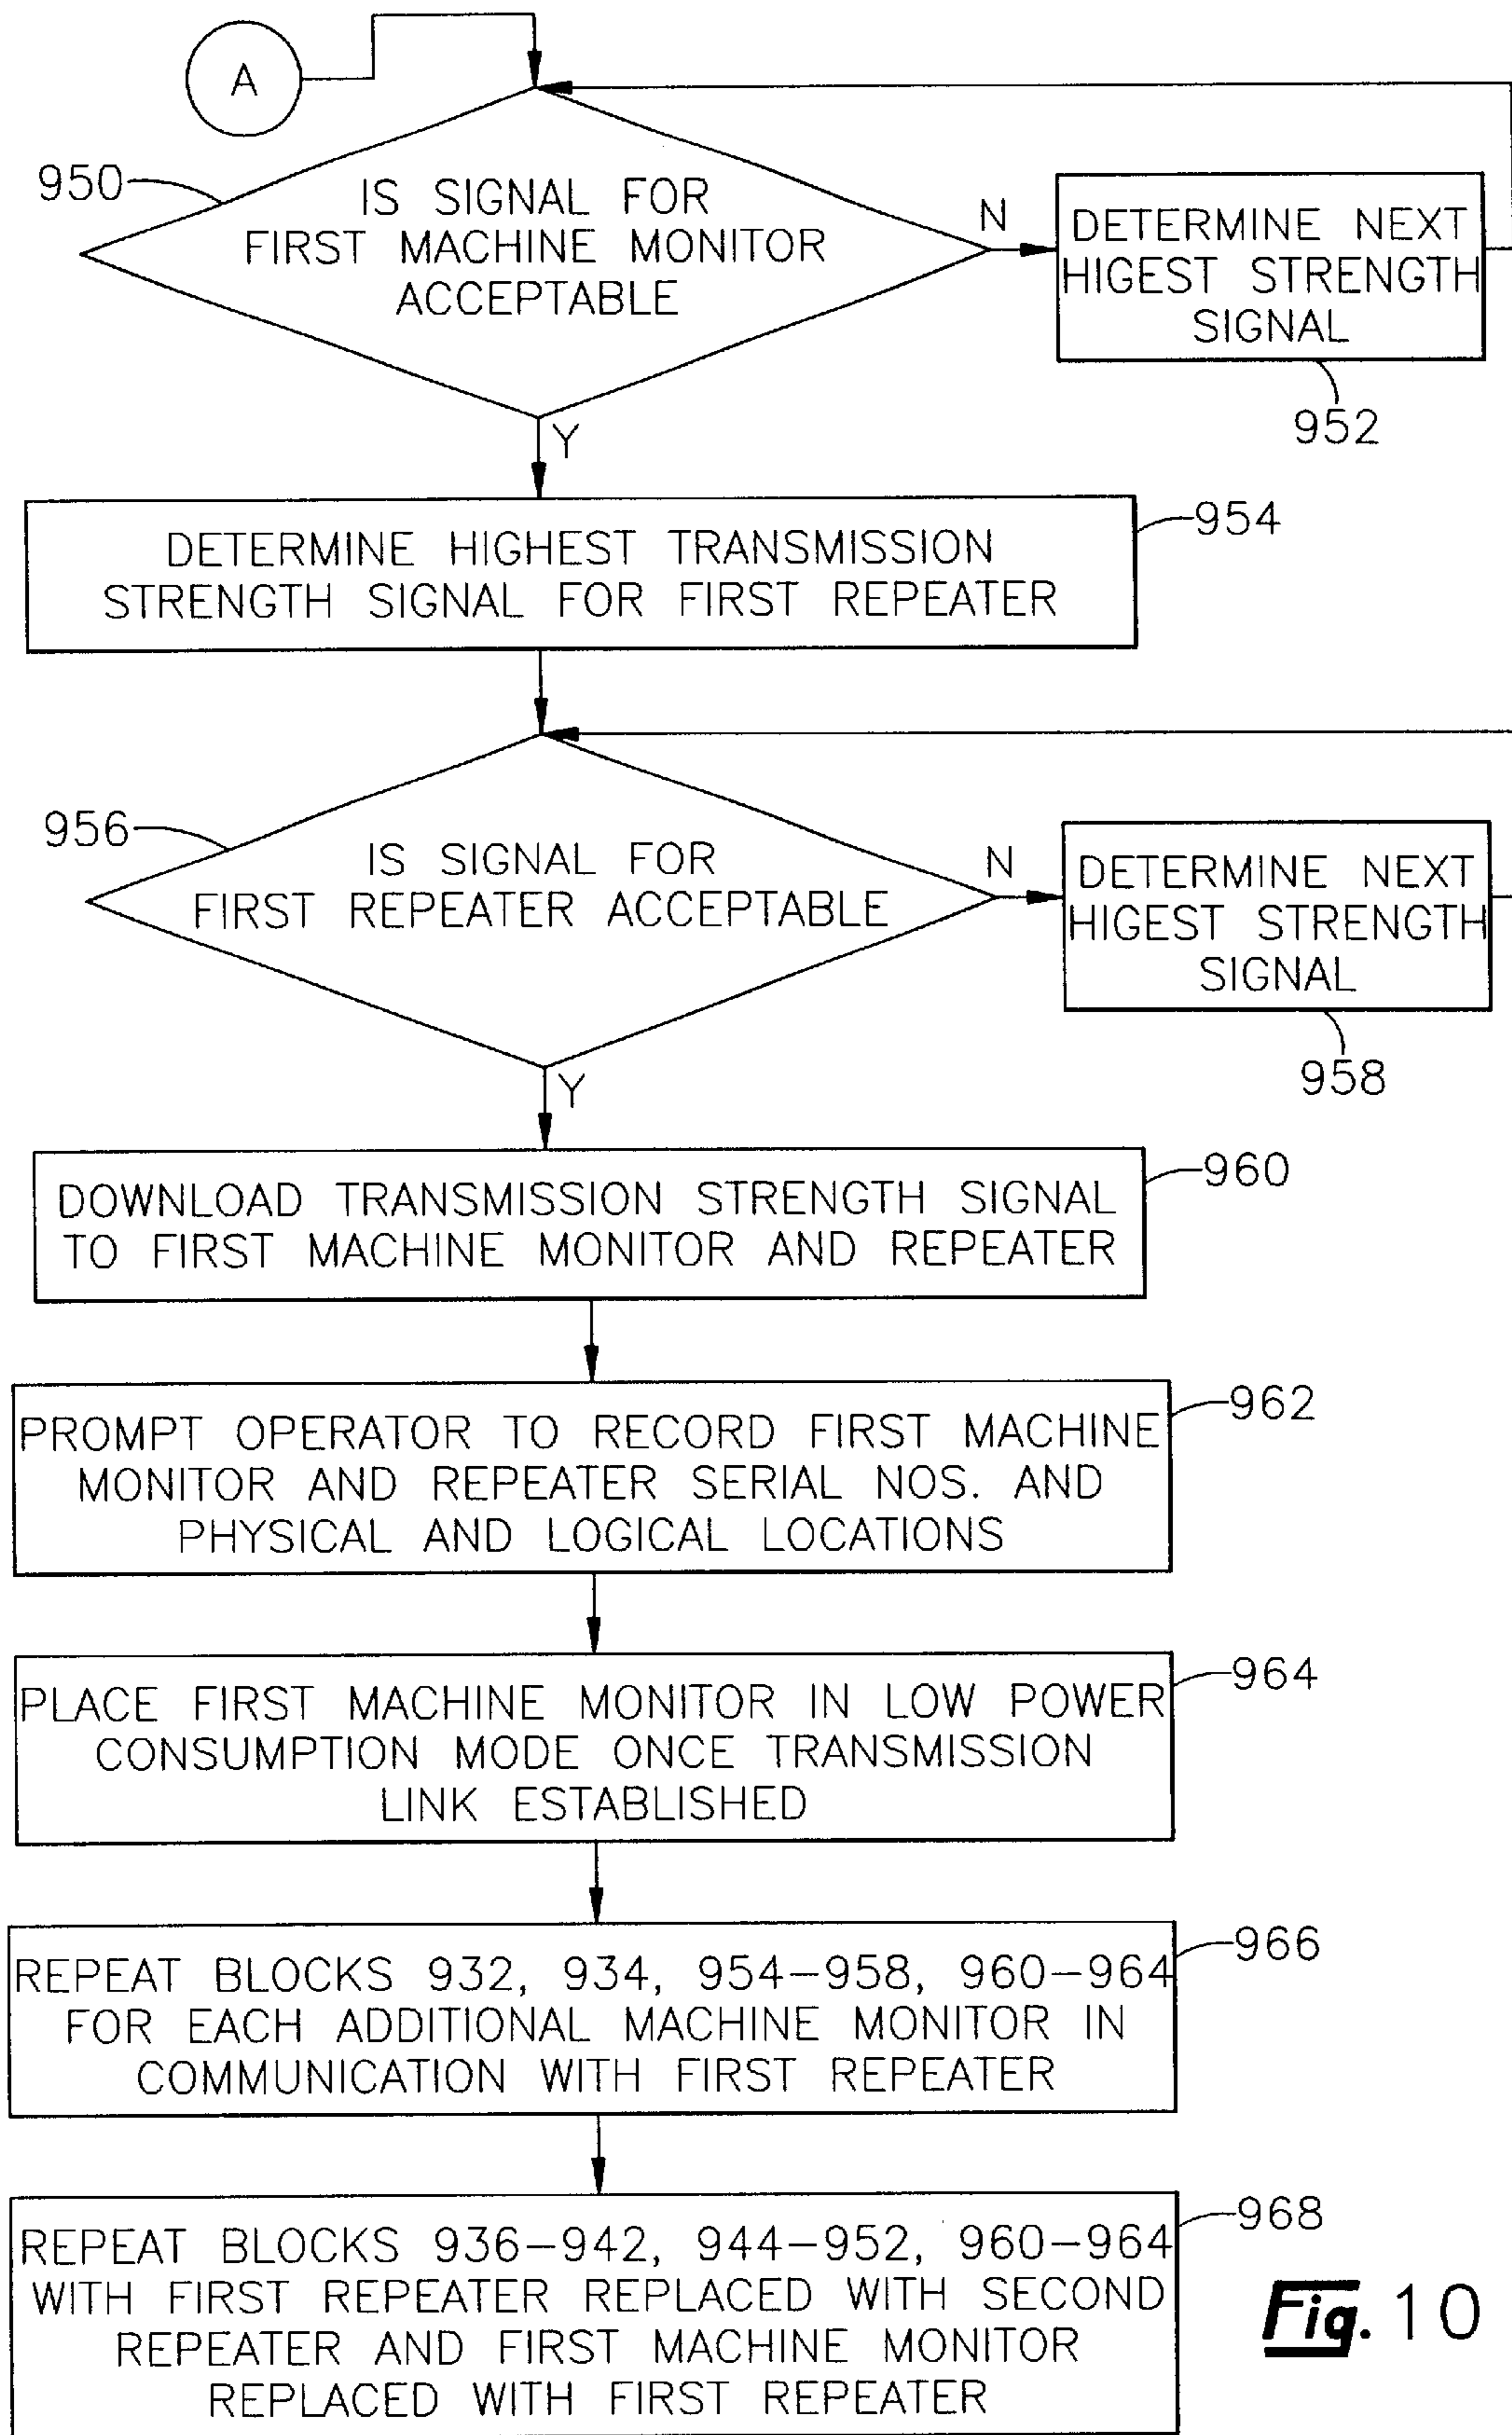 A
950
IS SIGNAL FOR
FIRST MACHINE MONITOR
ACCEPTABLE
N
DETERMINE NEXT
HIGEST STRENGTH
SIGNAL
952
Y
DETERMINE HIGHEST TRANSMISSION
STRENGTH SIGNAL FOR FIRST REPEATER
954
956
IS SIGNAL FOR
FIRST REPEATER ACCEPTABLE
N
DETERMINE NEXT
HIGEST STRENGTH
SIGNAL
958
Y
DOWNLOAD TRANSMISSION STRENGTH SIGNAL
TO FIRST MACHINE MONITOR AND REPEATER
960
PROMPT OPERATOR TO RECORD FIRST MACHINE
MONITOR AND REPEATER SERIAL NOS. AND
PHYSICAL AND LOGICAL LOCATIONS
962
PLACE FIRST MACHINE MONITOR IN LOW POWER
CONSUMPTION MODE ONCE TRANSMISSION
LINK ESTABLISHED
964
REPEAT BLOCKS 932, 934, 954-958, 960-964
FOR EACH ADDITIONAL MACHINE MONITOR IN
COMMUNICATION WITH FIRST REPEATER
966
REPEAT BLOCKS 936-942, 944-952, 960-964
WITH FIRST REPEATER REPLACED WITH SECOND
REPEATER AND FIRST MACHINE MONITOR
REPLACED WITH FIRST REPEATER
968
Fig. 10